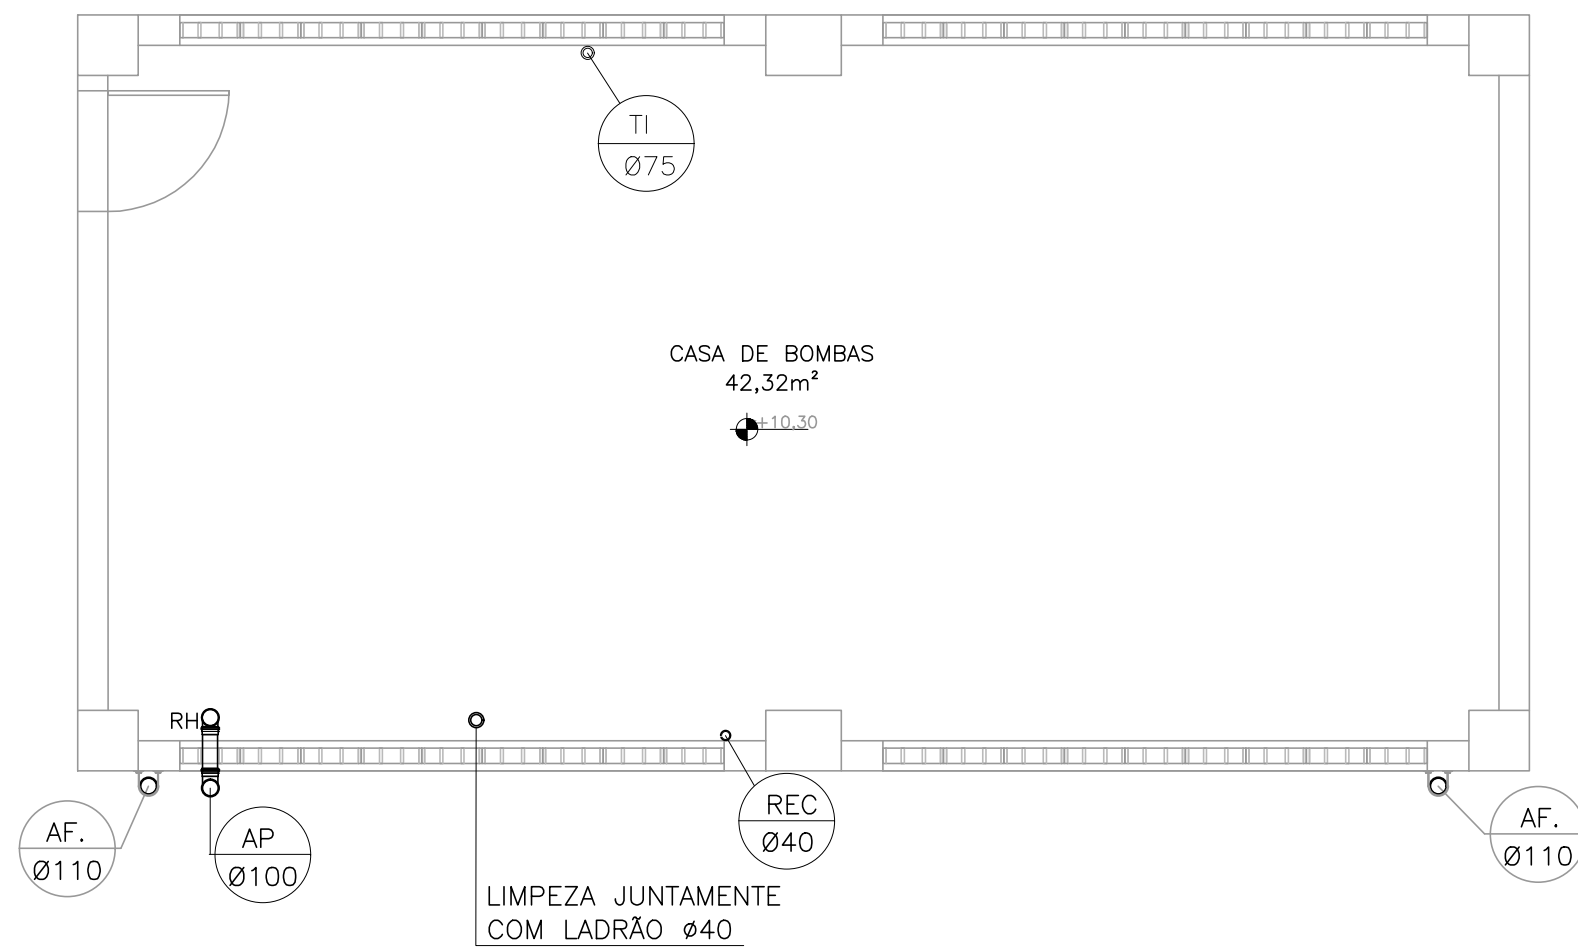 TI
Ø75
CASA DE BOMBAS
42,32m²
+10,30
RH
AF.
Ø110
AP
Ø100
REC
Ø40
LIMPEZA JUNTAMENTE
COM LADRÃO Ø40
AF.
Ø110